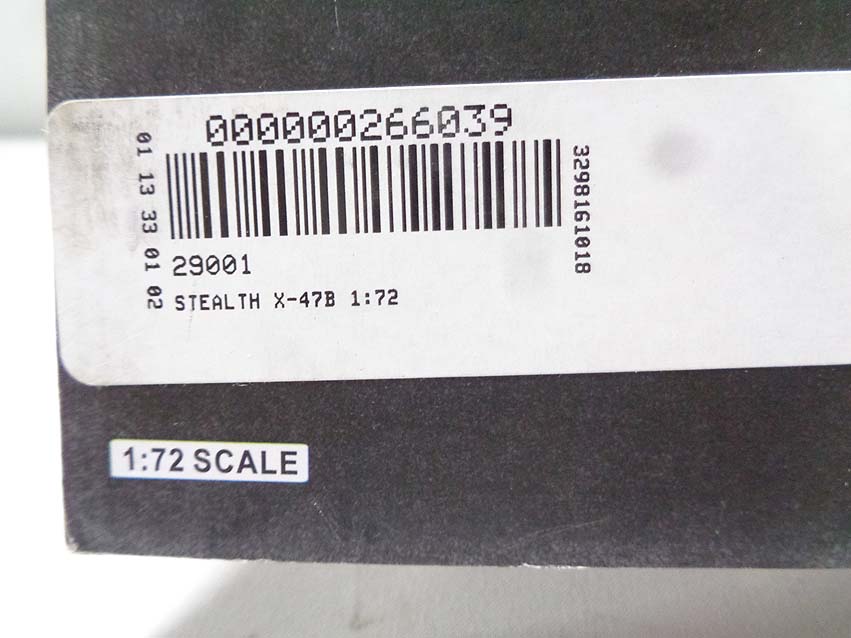 000000266039
01 13 33 01 02
3298161018
29001
STEALTH X-47B 1:72
1:72 SCALE